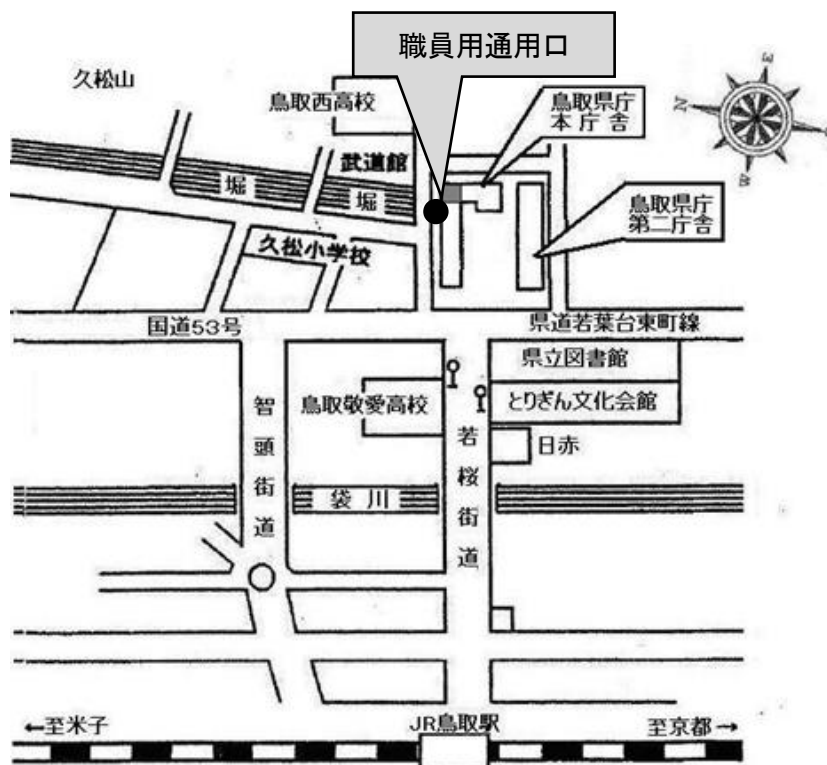 職員用通用口
久松山
鳥取西高校
鳥取県庁
本庁舎
武道館
堀
堀
鳥取県庁
第二庁舎
久松小学校
国道53号
県道若葉台東町線
県立図書館
鳥取敬愛高校
とりぎん文化会館
智頭街道
若桜街道
日赤
袋川
←至米子
JR鳥取駅
至京都→
N
E
W